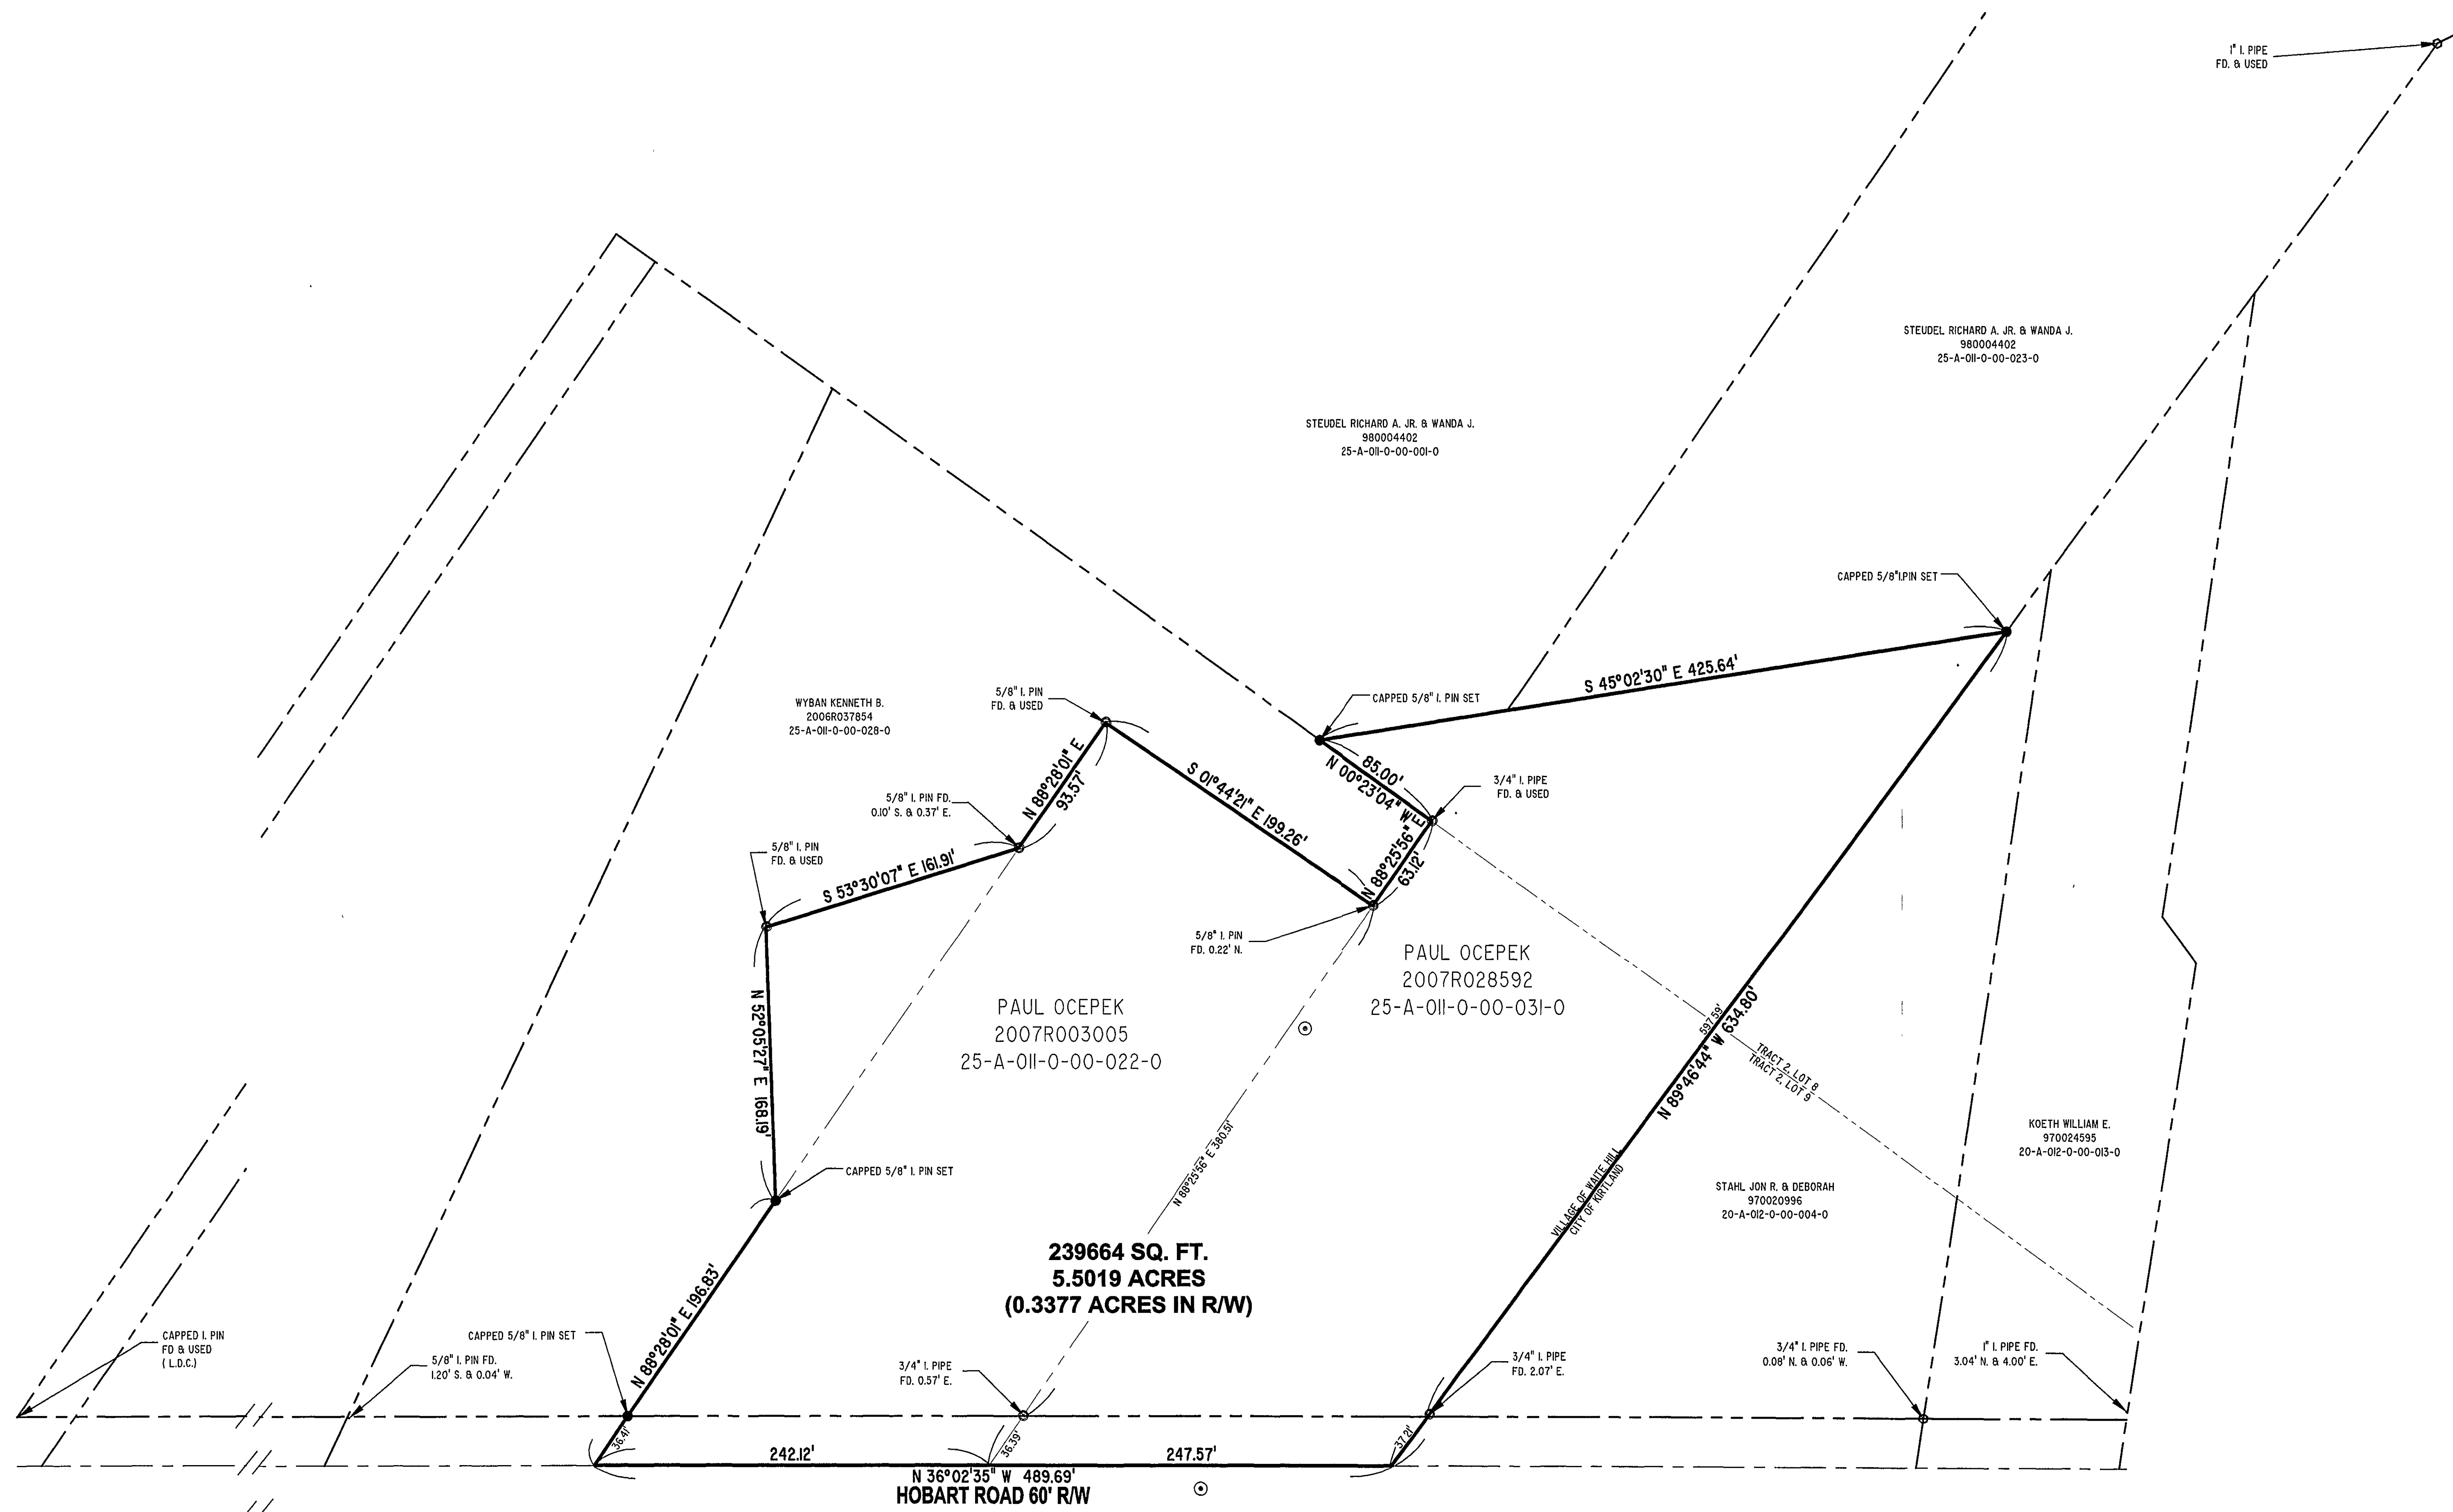 1" I. PIPE
FD. & USED
STEUDEL RICHARD A. JR. & WANDA J.
980004402
25-A-011-0-00-023-0
STEUDEL RICHARD A. JR. & WANDA J.
980004402
25-A-011-0-00-001-0
CAPPED 5/8" I.PIN SET
S 45°02'30" E 425.64'
CAPPED 5/8" I. PIN SET
5/8" I. PIN
FD. & USED
WYBAN KENNETH B.
2006R037854
25-A-011-0-00-028-0
N 88°28'01" E
93.57'
S 01°44'21" E 199.26'
85.00'
N 00°23'04" W
3/4" I. PIPE
FD. & USED
N 88°25'56" E
63.12'
5/8" I. PIN FD.
0.10' S. & 0.37' E.
5/8" I. PIN
FD. & USED
S 53°30'07" E 161.91'
5/8" I. PIN
FD. 0.22' N.
PAUL OCEPEK
2007R028592
25-A-011-0-00-031-0
PAUL OCEPEK
2007R003005
25-A-011-0-00-022-0
N 52°05'27" E 168.19'
597.59'
N 89°46'44" W 634.80'
TRACT 2, LOT 8
TRACT 2, LOT 9
N 88°25'56" E 380.51'
VILLAGE OF WAITE HILL
CITY OF KIRTLAND
KOETH WILLIAM E.
970024595
20-A-012-0-00-013-0
STAHL JON R. & DEBORAH
970020996
20-A-012-0-00-004-0
CAPPED 5/8" I. PIN SET
239664 SQ. FT.
5.5019 ACRES
(0.3377 ACRES IN R/W)
N 88°28'01" E 196.83'
CAPPED I. PIN
FD & USED
( L.D.C.)
CAPPED 5/8" I. PIN SET
5/8" I. PIN FD.
1.20' S. & 0.04' W.
3/4" I. PIPE
FD. 0.57' E.
3/4" I. PIPE
FD. 2.07' E.
3/4" I. PIPE FD.
0.08' N. & 0.06' W.
1" I. PIPE FD.
3.04' N. & 4.00' E.
36.41'
36.39'
37.21'
242.12'
247.57'
N 36°02'35" W 489.69'
HOBART ROAD 60' R/W